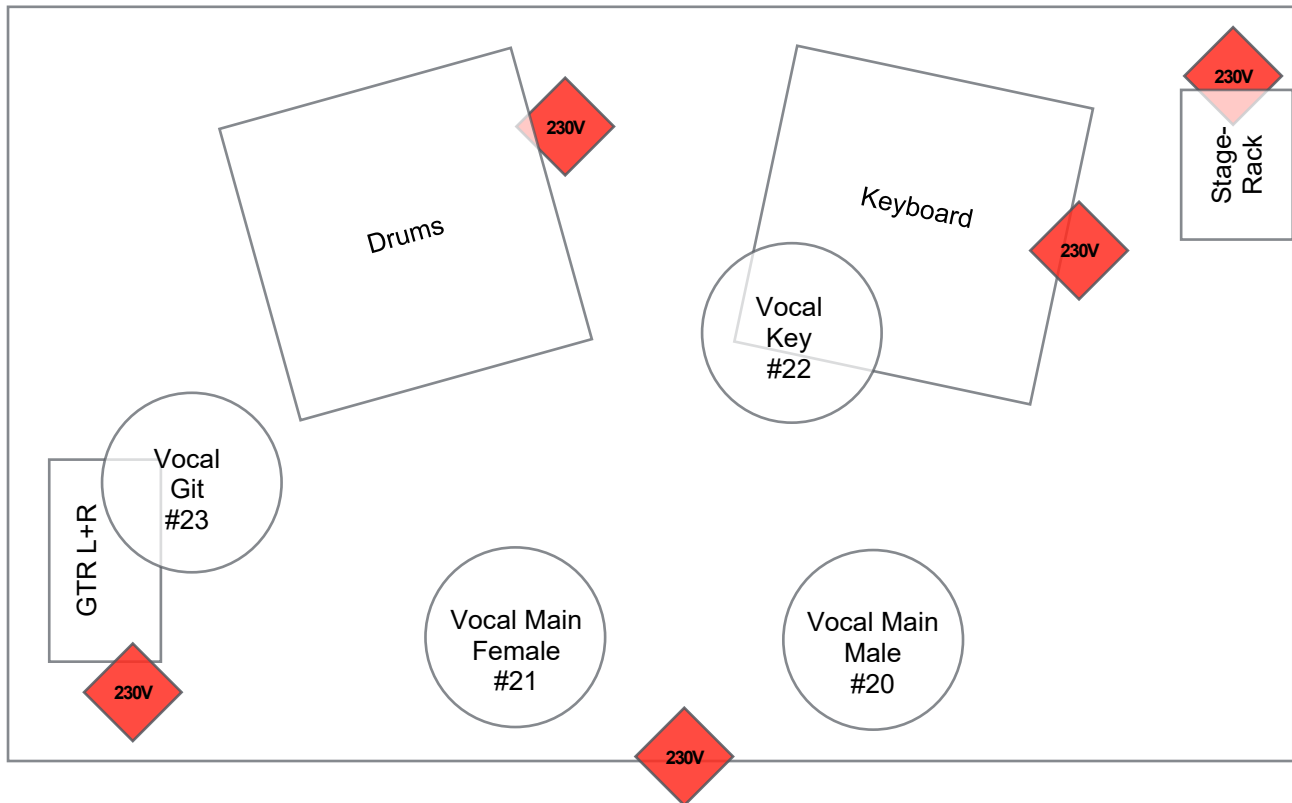 230V
230V
Stage-
Rack
Drums
Keyboard
230V
Vocal
Key
#22
Vocal
Git
#23
GTR L+R
Vocal Main
Female
#21
Vocal Main
Male
#20
230V
230V